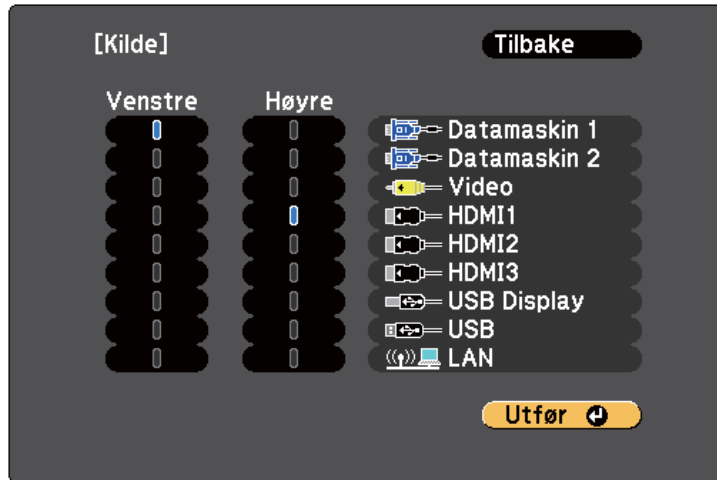 [Kilde] Tilbake
Venstre Høyre
Datamaskin 1
Datamaskin 2
Video
HDMI1
HDMI2
HDMI3
USB Display
USB
LAN
Utfør